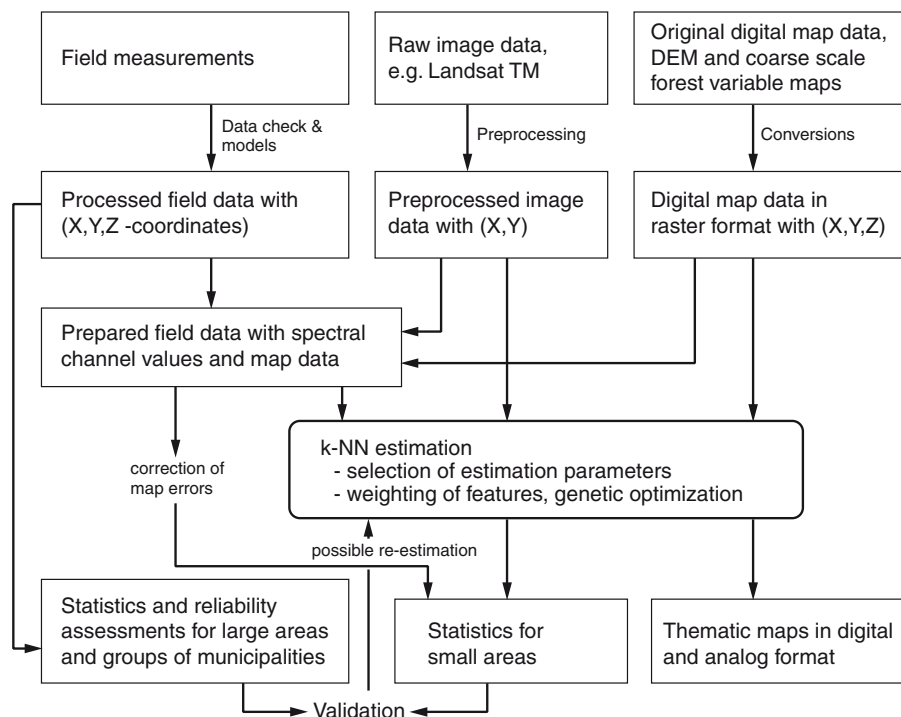 Field measurements
Raw image data,
e.g. Landsat TM
Original digital map data,
DEM and coarse scale
forest variable maps
Data check &
models
Preprocessing
Conversions
Processed field data with
(X,Y,Z -coordinates)
Preprocessed image
data with (X,Y)
Digital map data in
raster format with (X,Y,Z)
Prepared field data with spectral
channel values and map data
k-NN estimation
- selection of estimation parameters
- weighting of features, genetic optimization
correction of
map errors
possible re-estimation
Statistics and reliability
assessments for large areas
and groups of municipalities
Statistics for
small areas
Thematic maps in digital
and analog format
Validation